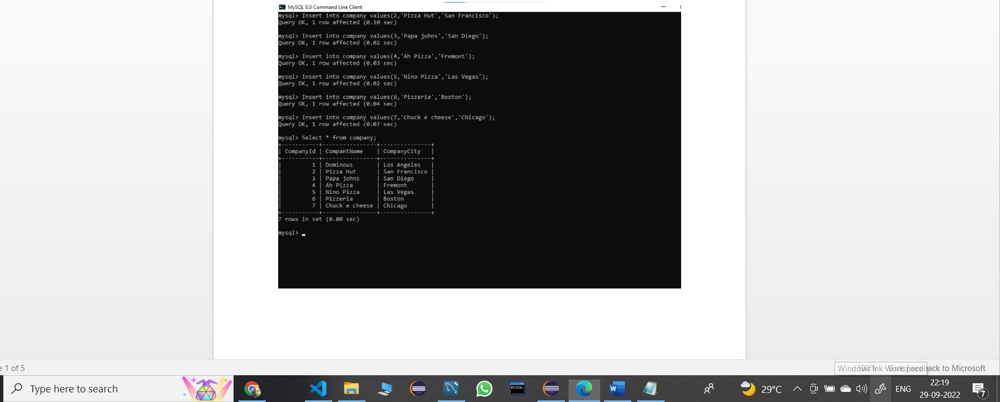 MySQL 8.0 Command Line Client
mysql> Insert into company values(2,'Pizza Hut','San Francisco');
Query OK, 1 row affected (0.10 sec)
mysql> Insert into company values(3,'Papa johns','San Diego');
Query OK, 1 row affected (0.02 sec)
mysql> Insert into company values(4,'Ah Pizza','Fremont');
Query OK, 1 row affected (0.03 sec)
mysql> Insert into company values(5,'Nino Pizza','Las Vegas');
Query OK, 1 row affected (0.02 sec)
mysql> Insert into company values(6,'Pizzeria','Boston');
Query OK, 1 row affected (0.04 sec)
mysql> Insert into company values(7,'Chuck e cheese','Chicago');
Query OK, 1 row affected (0.07 sec)
mysql> Select * from company;
+-----------+----------------+---------------+
| CompanyId | CompantName | CompanyCity |
+-----------+----------------+---------------+
| 1 | Dominous | Los Angeles |
| 2 | Pizza Hut | San Francisco |
| 3 | Papa johns | San Diego |
| 4 | Ah Pizza | Fremont |
| 5 | Nino Pizza | Las Vegas |
| 6 | Pizzeria | Boston |
| 7 | Chuck e cheese | Chicago |
+-----------+----------------+---------------+
7 rows in set (0.00 sec)
mysql> _
e 1 of 5
Windows Ink Workspace 100% Give Feedback to Microsoft
Type here to search
MySQL
W
29°C
ENG
22:19
29-09-2022
7